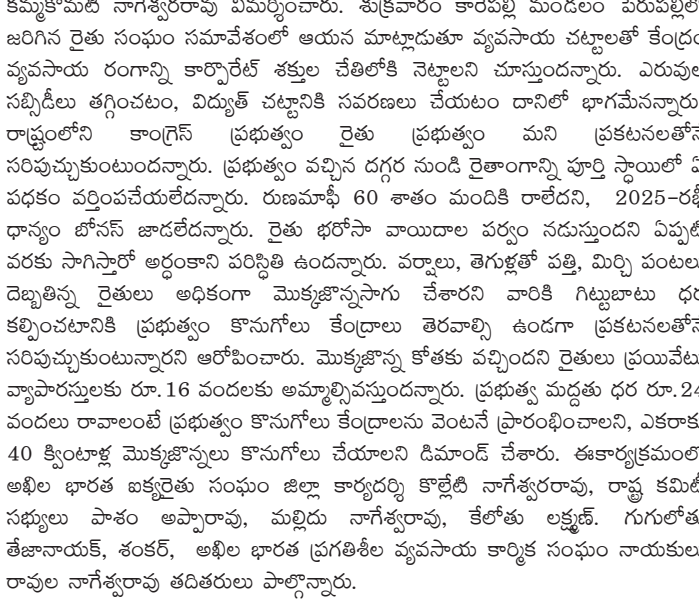 కమ్మకోమటి నాగేశ్వరరావు విమర్శించారు. శుక్రవారం కారేపల్లి మండలం పేరుపల్లిలో
జరిగిన రైతు సంఘం సమావేశంలో ఆయన మాట్లాడుతూ వ్యవసాయ చట్టాలతో కేంద్రం
వ్యవసాయ రంగాన్ని కార్పొరేట్ శక్తుల చేతిలోకి నెట్టాలని చూస్తుందన్నారు. ఎరువుల
సబ్సిడీలు తగ్గించటం, విద్యుత్ చట్టానికి సవరణలు చేయటం దానిలో భాగమేనన్నారు.
రాష్ట్రంలోని కాంగ్రెస్ ప్రభుత్వం రైతు ప్రభుత్వం మని ప్రకటనలతోనే
సరిపుచ్చుకుంటుందన్నారు. ప్రభుత్వం వచ్చిన దగ్గర నుండి రైతాంగాన్ని పూర్తి స్ధాయిలో ఏ
పధకం వర్తింపచేయలేదన్నారు. రుణమాఫీ 60 శాతం మందికి రాలేదని, 2025-రబీ
ధాన్యం బోనస్ జాడలేదన్నారు. రైతు భరోసా వాయిదాల పర్వం నడుస్తుందని ఏప్పటి
వరకు సాగిస్తారో అర్ధంకాని పరిస్ధితి ఉందన్నారు. వర్షాలు, తెగుళ్లతో పత్తి, మిర్చి పంటలు
దెబ్బతిన్న రైతులు అధికంగా మొక్కజొన్నసాగు చేశారని వారికి గిట్టుబాటు ధర
కల్పించటానికి ప్రభుత్వం కొనుగోలు కేంద్రాలు తెరవాల్సి ఉండగా ప్రకటనలతోనే
సరిపుచ్చుకుంటున్నారని ఆరోపించారు. మొక్కజొన్న కోతకు వచ్చిందని రైతులు ప్రయివేటు
వ్యాపారస్తులకు రూ.16 వందలకు అమ్మాల్సివస్తుందన్నారు. ప్రభుత్వ మద్దతు ధర రూ.24
వందలు రావాలంటే ప్రభుత్వం కొనుగోలు కేంద్రాలను వెంటనే ప్రారంభించాలని, ఎకరాకు
40 క్వింటాళ్ల మొక్కజొన్నలు కొనుగోలు చేయాలని డిమాండ్ చేశారు. ఈకార్యక్రమంలో
అఖిల భారత ఐక్యరైతు సంఘం జిల్లా కార్యదర్శి కొల్లేటి నాగేశ్వరరావు, రాష్ట్ర కమిటీ
సభ్యులు పాశం అప్పారావు, మల్లిదు నాగేశ్వరావు, కేలోతు లక్ష్మణ్. గుగులోతు
తేజానాయక్, శంకర్, అఖిల భారత ప్రగతిశీల వ్యవసాయ కార్మిక సంఘం నాయకులు
రావుల నాగేశ్వరావు తదితరులు పాల్గొన్నారు.